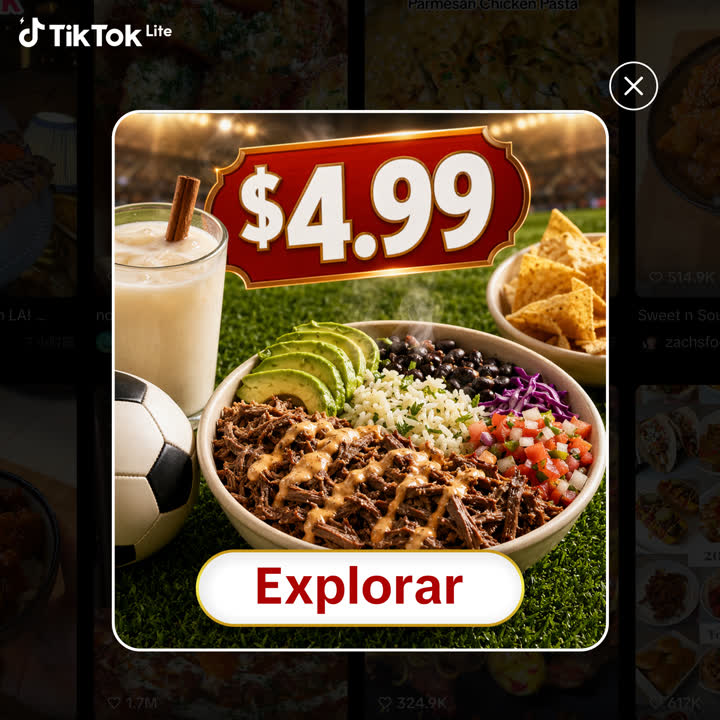 TikTok Lite
Parmesan Chicken Pasta
$4.99
514.9K
Sweet n Sou
zachsfo
Explorar
1.7M
324.9K
617K